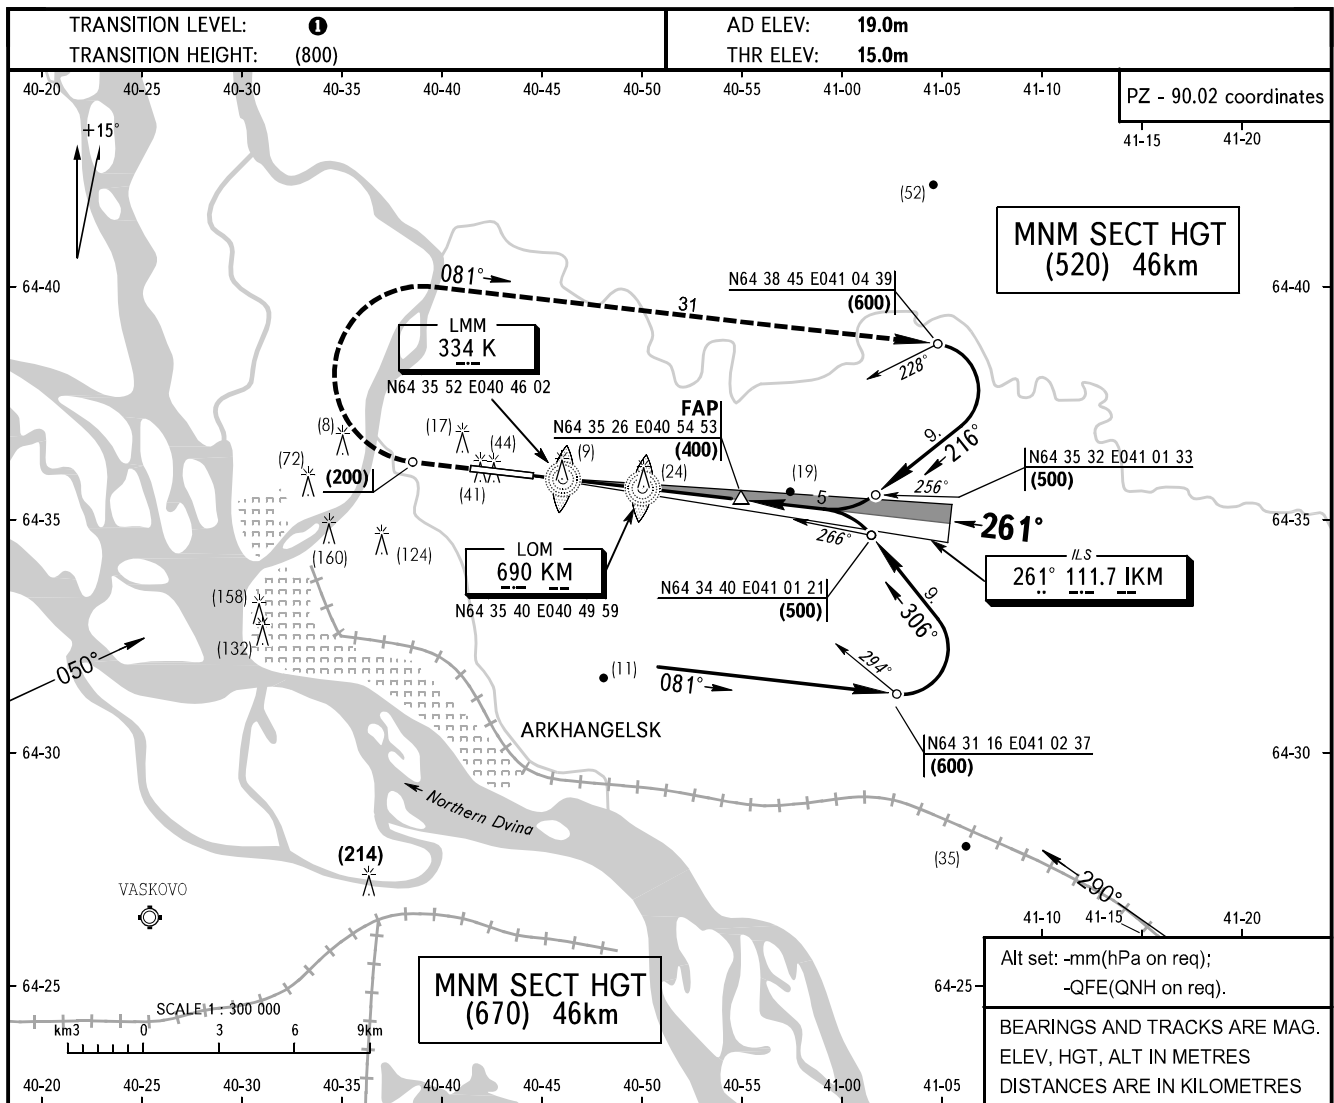 TRANSITION LEVEL: ❶
TRANSITION HEIGHT: (800)
AD ELEV: 19.0m
THR ELEV: 15.0m
40-20 40-25 40-30 40-35 40-40 40-45 40-50 40-55 41-00 41-05 41-10
PZ - 90.02 coordinates
41-15 41-20
+15°
(52)
MNM SECT HGT
(520) 46km
081°
N64 38 45 E041 04 39
(600)
64-40
64-40
31
LMM
334 K
N64 35 52 E040 46 02
228°
FAP
N64 35 26 E040 54 53
(400)
(8)
(17)
(44)
(9)
(24)
(19)
(72)
(200)
(41)
9.
216°
N64 35 32 E041 01 33
(500)
256°
5
64-35
64-35
261°
266°
(160)
(124)
LOM
690 KM
N64 35 40 E040 49 59
ILS
261° 111.7 IKM
N64 34 40 E041 01 21
(500)
9.
306°
(158)
(132)
050°
294°
(11)
081°
ARKHANGELSK
N64 31 16 E041 02 37
(600)
64-30
64-30
Northern Dvina
(214)
(35)
290°
VASKOVO
41-10 41-15 41-20
MNM SECT HGT
(670) 46km
64-25
64-25
Alt set: -mm(hPa on req);
-QFE(QNH on req).
SCALE 1 : 300 000
km3 0 3 6 9km
BEARINGS AND TRACKS ARE MAG.
ELEV, HGT, ALT IN METRES
DISTANCES ARE IN KILOMETRES
40-20 40-25 40-30 40-35 40-40 40-45 40-50 40-55 41-00 41-05